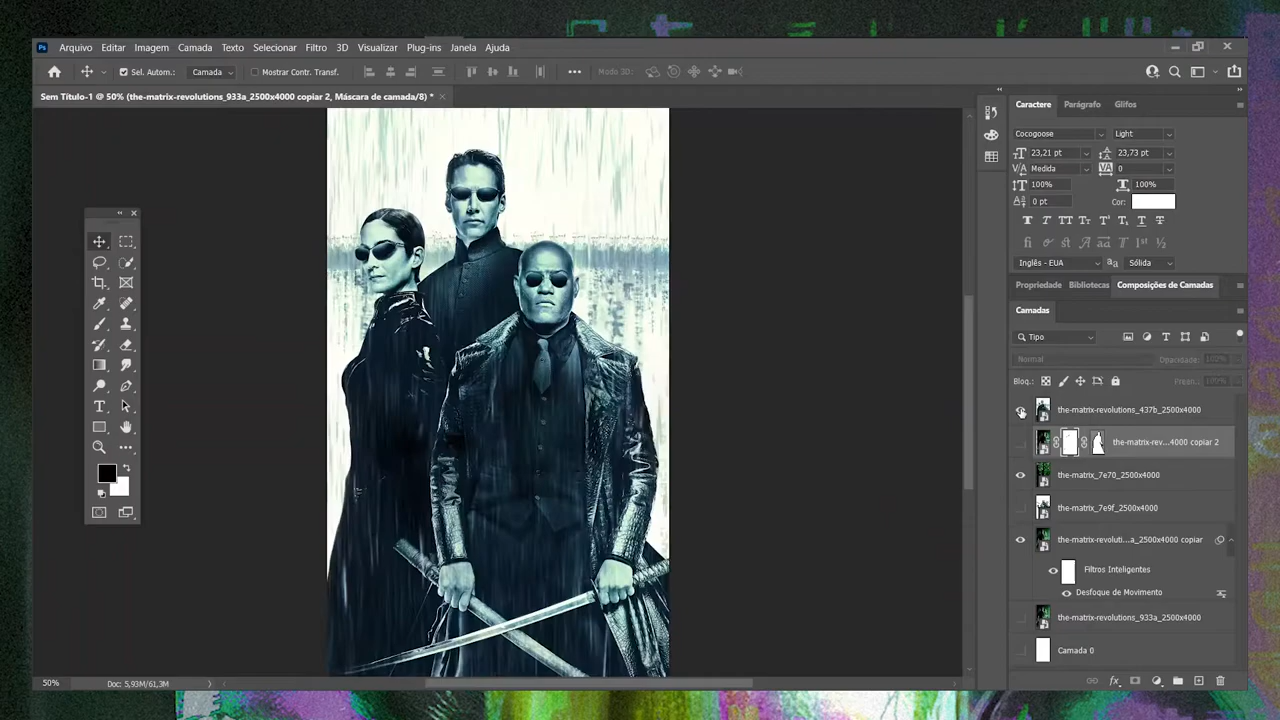 Ps Arquivo Editar Imagem Camada Texto Selecionar Filtro 3D Visualizar Plug-ins Janela Ajuda
Sel. Autom.: Camada Mostrar Contr. Transf. Modo 3D:
Sem Título-1 @ 50% (the-matrix-revolutions_933a_2500x4000 copiar 2, Máscara de camada/8) *
Caractere Parágrafo Glifos
Cocogoose Light
23,21 pt 23,73 pt
Medida 0
100% 100%
0 pt Cor:
Inglês - EUA Sólida
Propriedade Bibliotecas Composições de Camadas
Camadas
Tipo
Normal Opacidade: 100%
Bloq.: Preen.: 100%
the-matrix-revolutions_437b_2500x4000
the-matrix-rev...4000 copiar 2
the-matrix_7e70_2500x4000
the-matrix_7e9f_2500x4000
the-matrix-revoluti...a_2500x4000 copiar
Filtros Inteligentes
Desfoque de Movimento
the-matrix-revolutions_933a_2500x4000
Camada 0
50% Doc: 5,93M/61,3M